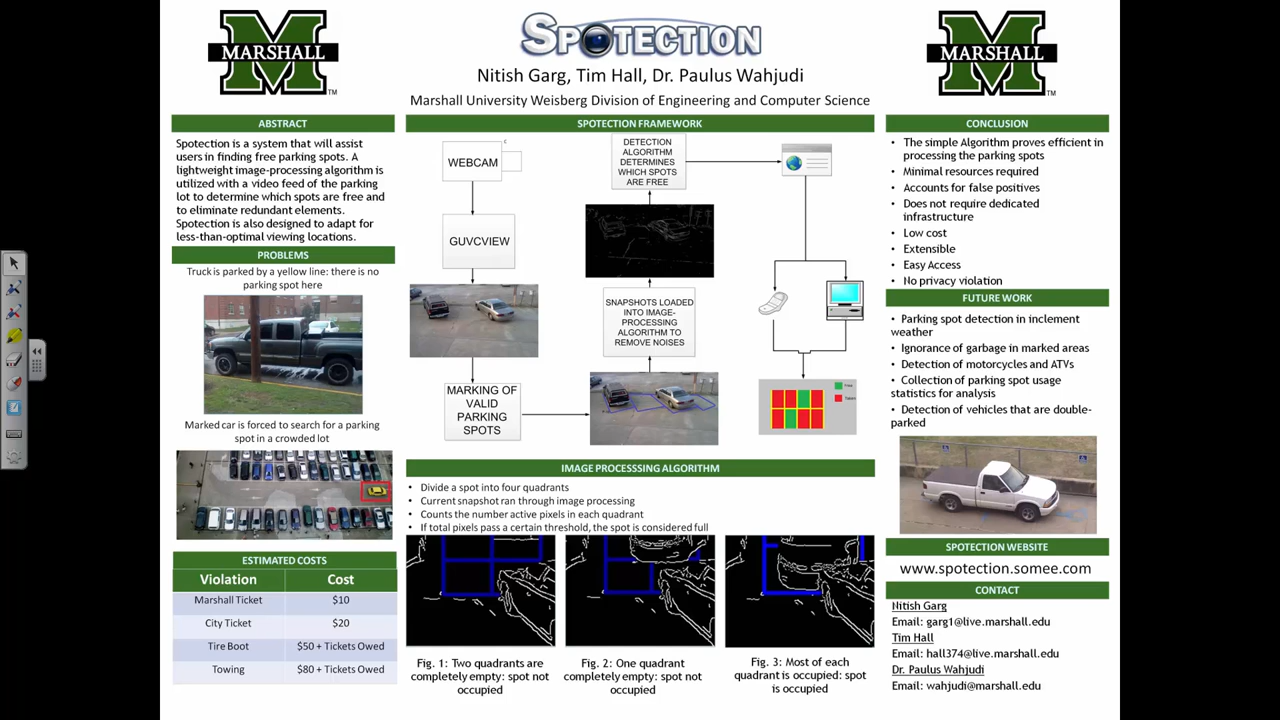 MARSHALL
TM
SPOTECTION
MARSHALL
TM
Nitish Garg, Tim Hall, Dr. Paulus Wahjudi
Marshall University Weisberg Division of Engineering and Computer Science
ABSTRACT
Spotection is a system that will assist
users in finding free parking spots. A
lightweight image-processing algorithm is
utilized with a video feed of the parking
lot to determine which spots are free and
to eliminate redundant elements.
Spotection is also designed to adapt for
less-than-optimal viewing locations.
PROBLEMS
Truck is parked by a yellow line: there is no
parking spot here
Marked car is forced to search for a parking
spot in a crowded lot
ESTIMATED COSTS
Violation Cost
Marshall Ticket $10
City Ticket $20
Tire Boot $50 + Tickets Owed
Towing $80 + Tickets Owed
SPOTECTION FRAMEWORK
WEBCAM
c
GUVCVIEW
MARKING OF
VALID
PARKING
SPOTS
DETECTION
ALGORITHM
DETERMINES
WHICH SPOTS
ARE FREE
SNAPSHOTS LOADED
INTO IMAGE-
PROCESSING
ALGORITHM TO
REMOVE NOISES
Free
Taken
IMAGE PROCESSSING ALGORITHM
• Divide a spot into four quadrants
• Current snapshot ran through image processing
• Counts the number active pixels in each quadrant
• If total pixels pass a certain threshold, the spot is considered full
Fig. 1: Two quadrants are
completely empty: spot not
occupied
Fig. 2: One quadrant
completely empty: spot not
occupied
Fig. 3: Most of each
quadrant is occupied: spot
is occupied
CONCLUSION
• The simple Algorithm proves efficient in
processing the parking spots
• Minimal resources required
• Accounts for false positives
• Does not require dedicated
infrastructure
• Low cost
• Extensible
• Easy Access
• No privacy violation
FUTURE WORK
• Parking spot detection in inclement
weather
• Ignorance of garbage in marked areas
• Detection of motorcycles and ATVs
• Collection of parking spot usage
statistics for analysis
• Detection of vehicles that are double-
parked
SPOTECTION WEBSITE
www.spotection.somee.com
CONTACT
Nitish Garg
Email: garg1@live.marshall.edu
Tim Hall
Email: hall374@live.marshall.edu
Dr. Paulus Wahjudi
Email: wahjudi@marshall.edu